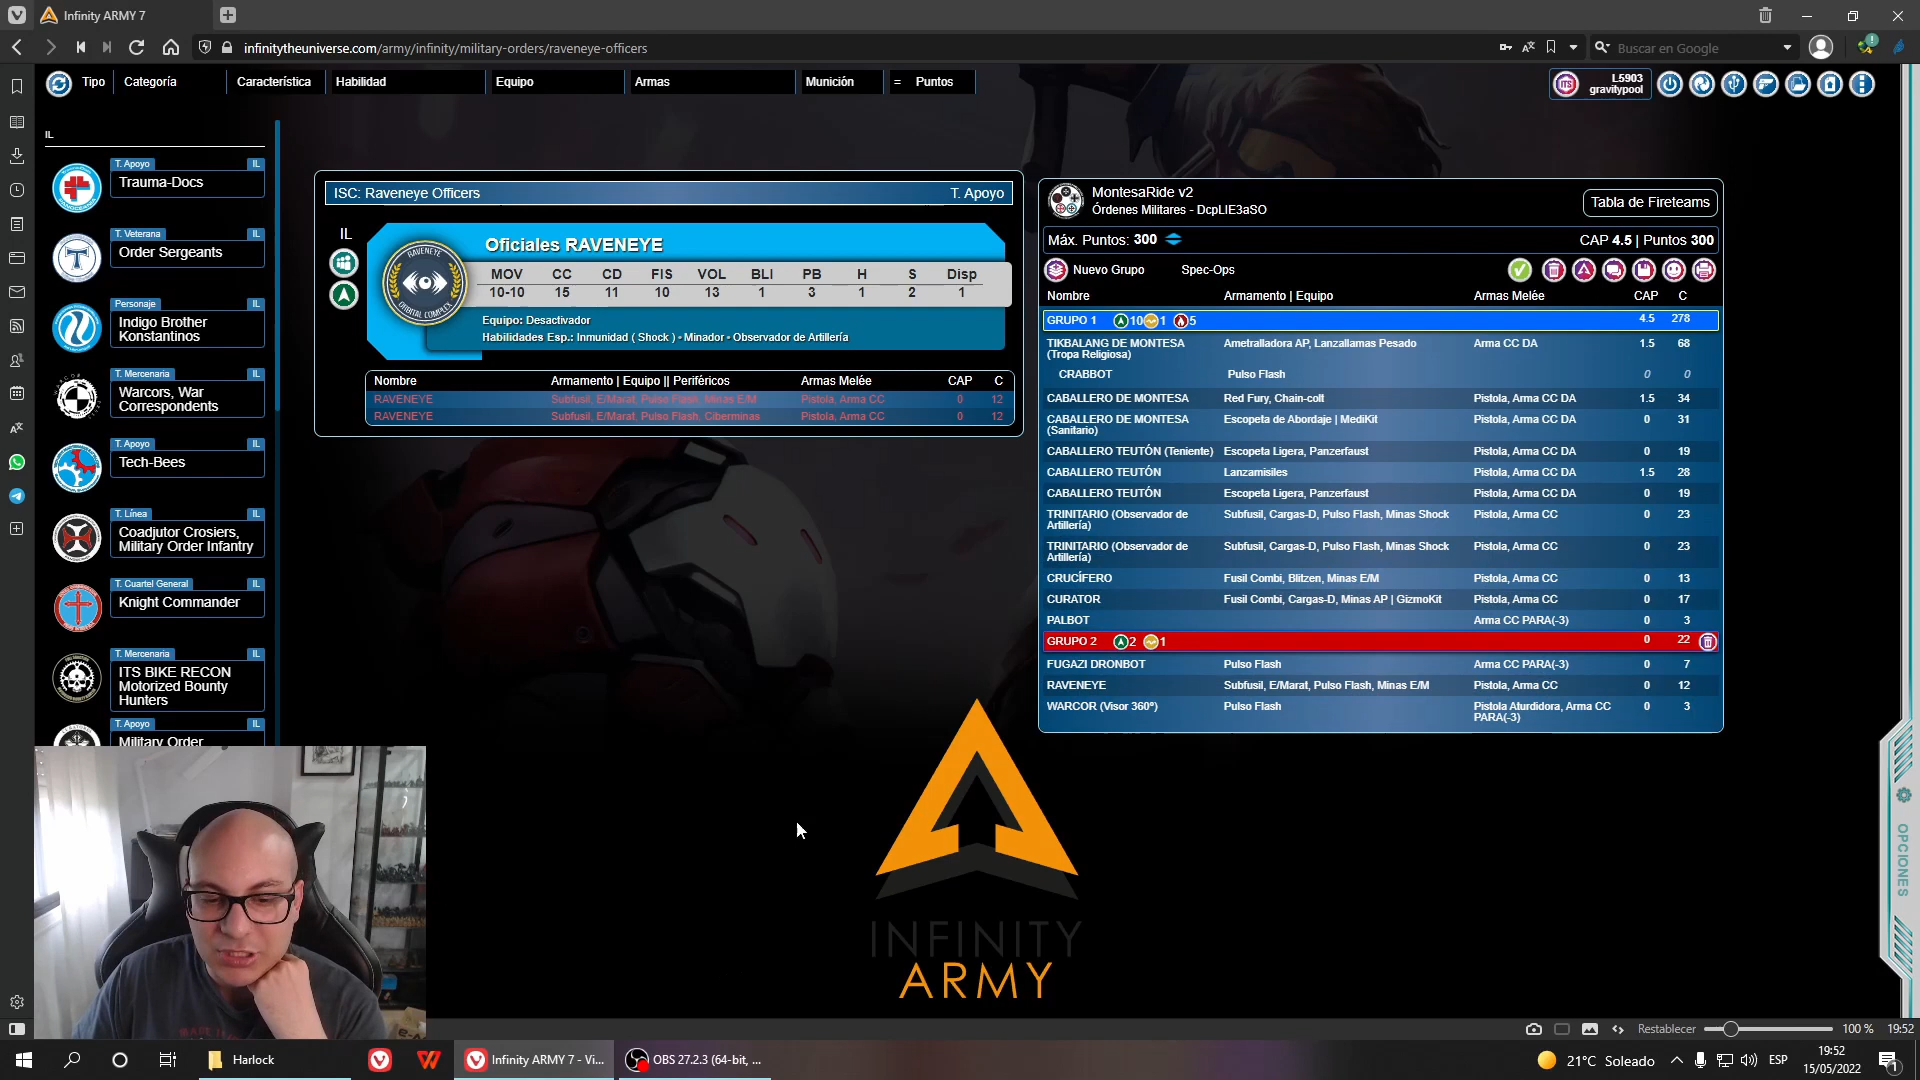 Infinity ARMY 7
infinitytheuniverse.com/army/infinity/military-orders/raveneye-officers
Buscar en Google
Tipo Categoría Característica Habilidad Equipo Armas Munición = Puntos
ITS L5903
gravitypool
IL
T. Apoyo IL
Trauma-Docs
T. Veterana IL
Order Sergeants
Personaje IL
Indigo Brother
Konstantinos
T. Mercenaria IL
Warcors, War
Correspondents
T. Apoyo IL
Tech-Bees
T. Línea IL
Coadjutor Crosiers,
Military Order Infantry
T. Cuartel General IL
Knight Commander
T. Mercenaria IL
ITS BIKE RECON
Motorized Bounty
Hunters
T. Apoyo IL
Military Order
ISC: Raveneye Officers T. Apoyo
IL
RAVENEYE
ORBITAL COMPLEX
Oficiales RAVENEYE
MOV CC CD FIS VOL BLI PB H S Disp
10-10 15 11 10 13 1 3 1 2 1
Equipo: Desactivador
Habilidades Esp.: Inmunidad ( Shock ) • Minador • Observador de Artillería
Nombre Armamento | Equipo || Periféricos Armas Melée CAP C
RAVENEYE Subfusil, E/Marat, Pulso Flash, Minas E/M Pistola, Arma CC 0 12
RAVENEYE Subfusil, E/Marat, Pulso Flash, Ciberminas Pistola, Arma CC 0 12
MontesaRide v2
Órdenes Militares - DcpLIE3aSO
Tabla de Fireteams
Máx. Puntos: 300 CAP 4.5 | Puntos 300
Nuevo Grupo Spec-Ops
Nombre Armamento | Equipo Armas Melée CAP C
GRUPO 1 10 1 5 4.5 278
TIKBALANG DE MONTESA Ametralladora AP, Lanzallamas Pesado Arma CC DA 1.5 68
(Tropa Religiosa)
CRABBOT Pulso Flash 0 0
CABALLERO DE MONTESA Red Fury, Chain-colt Pistola, Arma CC DA 1.5 34
CABALLERO DE MONTESA Escopeta de Abordaje | MediKit Pistola, Arma CC DA 0 31
(Sanitario)
CABALLERO TEUTÓN (Teniente) Escopeta Ligera, Panzerfaust Pistola, Arma CC DA 0 19
CABALLERO TEUTÓN Lanzamisiles Pistola, Arma CC DA 1.5 28
CABALLERO TEUTÓN Escopeta Ligera, Panzerfaust Pistola, Arma CC DA 0 19
TRINITARIO (Observador de Subfusil, Cargas-D, Pulso Flash, Minas Shock Pistola, Arma CC 0 23
Artillería)
TRINITARIO (Observador de Subfusil, Cargas-D, Pulso Flash, Minas Shock Pistola, Arma CC 0 23
Artillería)
CRUCÍFERO Fusil Combi, Blitzen, Minas E/M Pistola, Arma CC 0 13
CURATOR Fusil Combi, Cargas-D, Minas AP | GizmoKit Pistola, Arma CC 0 17
PALBOT Arma CC PARA(-3) 0 3
GRUPO 2 2 1 0 22
FUGAZI DRONBOT Pulso Flash Arma CC PARA(-3) 0 7
RAVENEYE Subfusil, E/Marat, Pulso Flash, Minas E/M Pistola, Arma CC 0 12
WARCOR (Visor 360º) Pulso Flash Pistola Aturdidora, Arma CC 0 3
PARA(-3)
INFINITY
ARMY
OPCIONES
Restablecer 100 % 19:52
Harlock
Infinity ARMY 7 - Vi...
OBS 27.2.3 (64-bit, ...
21°C Soleado
ESP
19:52
15/05/2022
1